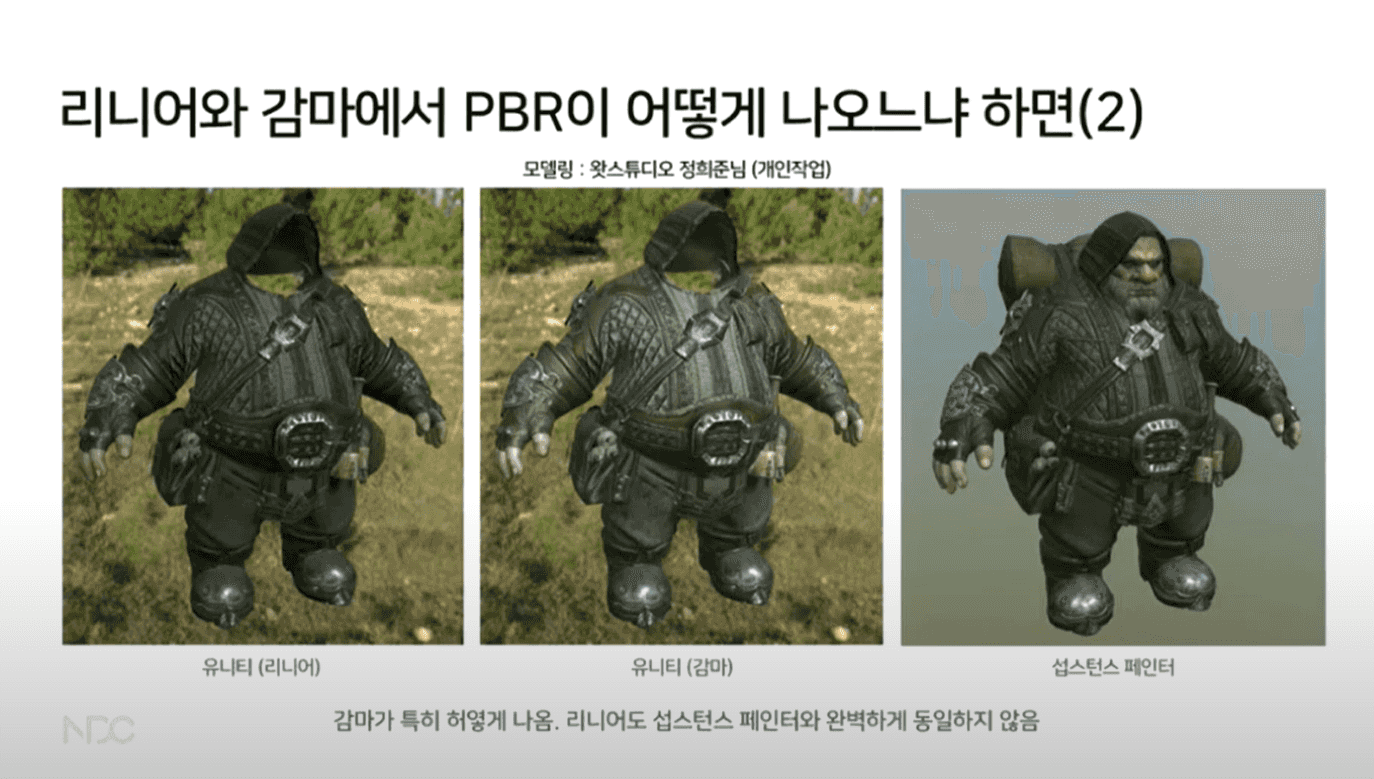 리니어와 감마에서 PBR이 어떻게 나오느냐 하면(2)
모델링 : 왓스튜디오 정희준님 (개인작업)
유니티 (리니어)
유니티 (감마)
섭스턴스 페인터
감마가 특히 허옇게 나옴. 리니어도 섭스턴스 페인터와 완벽하게 동일하지 않음
NDC